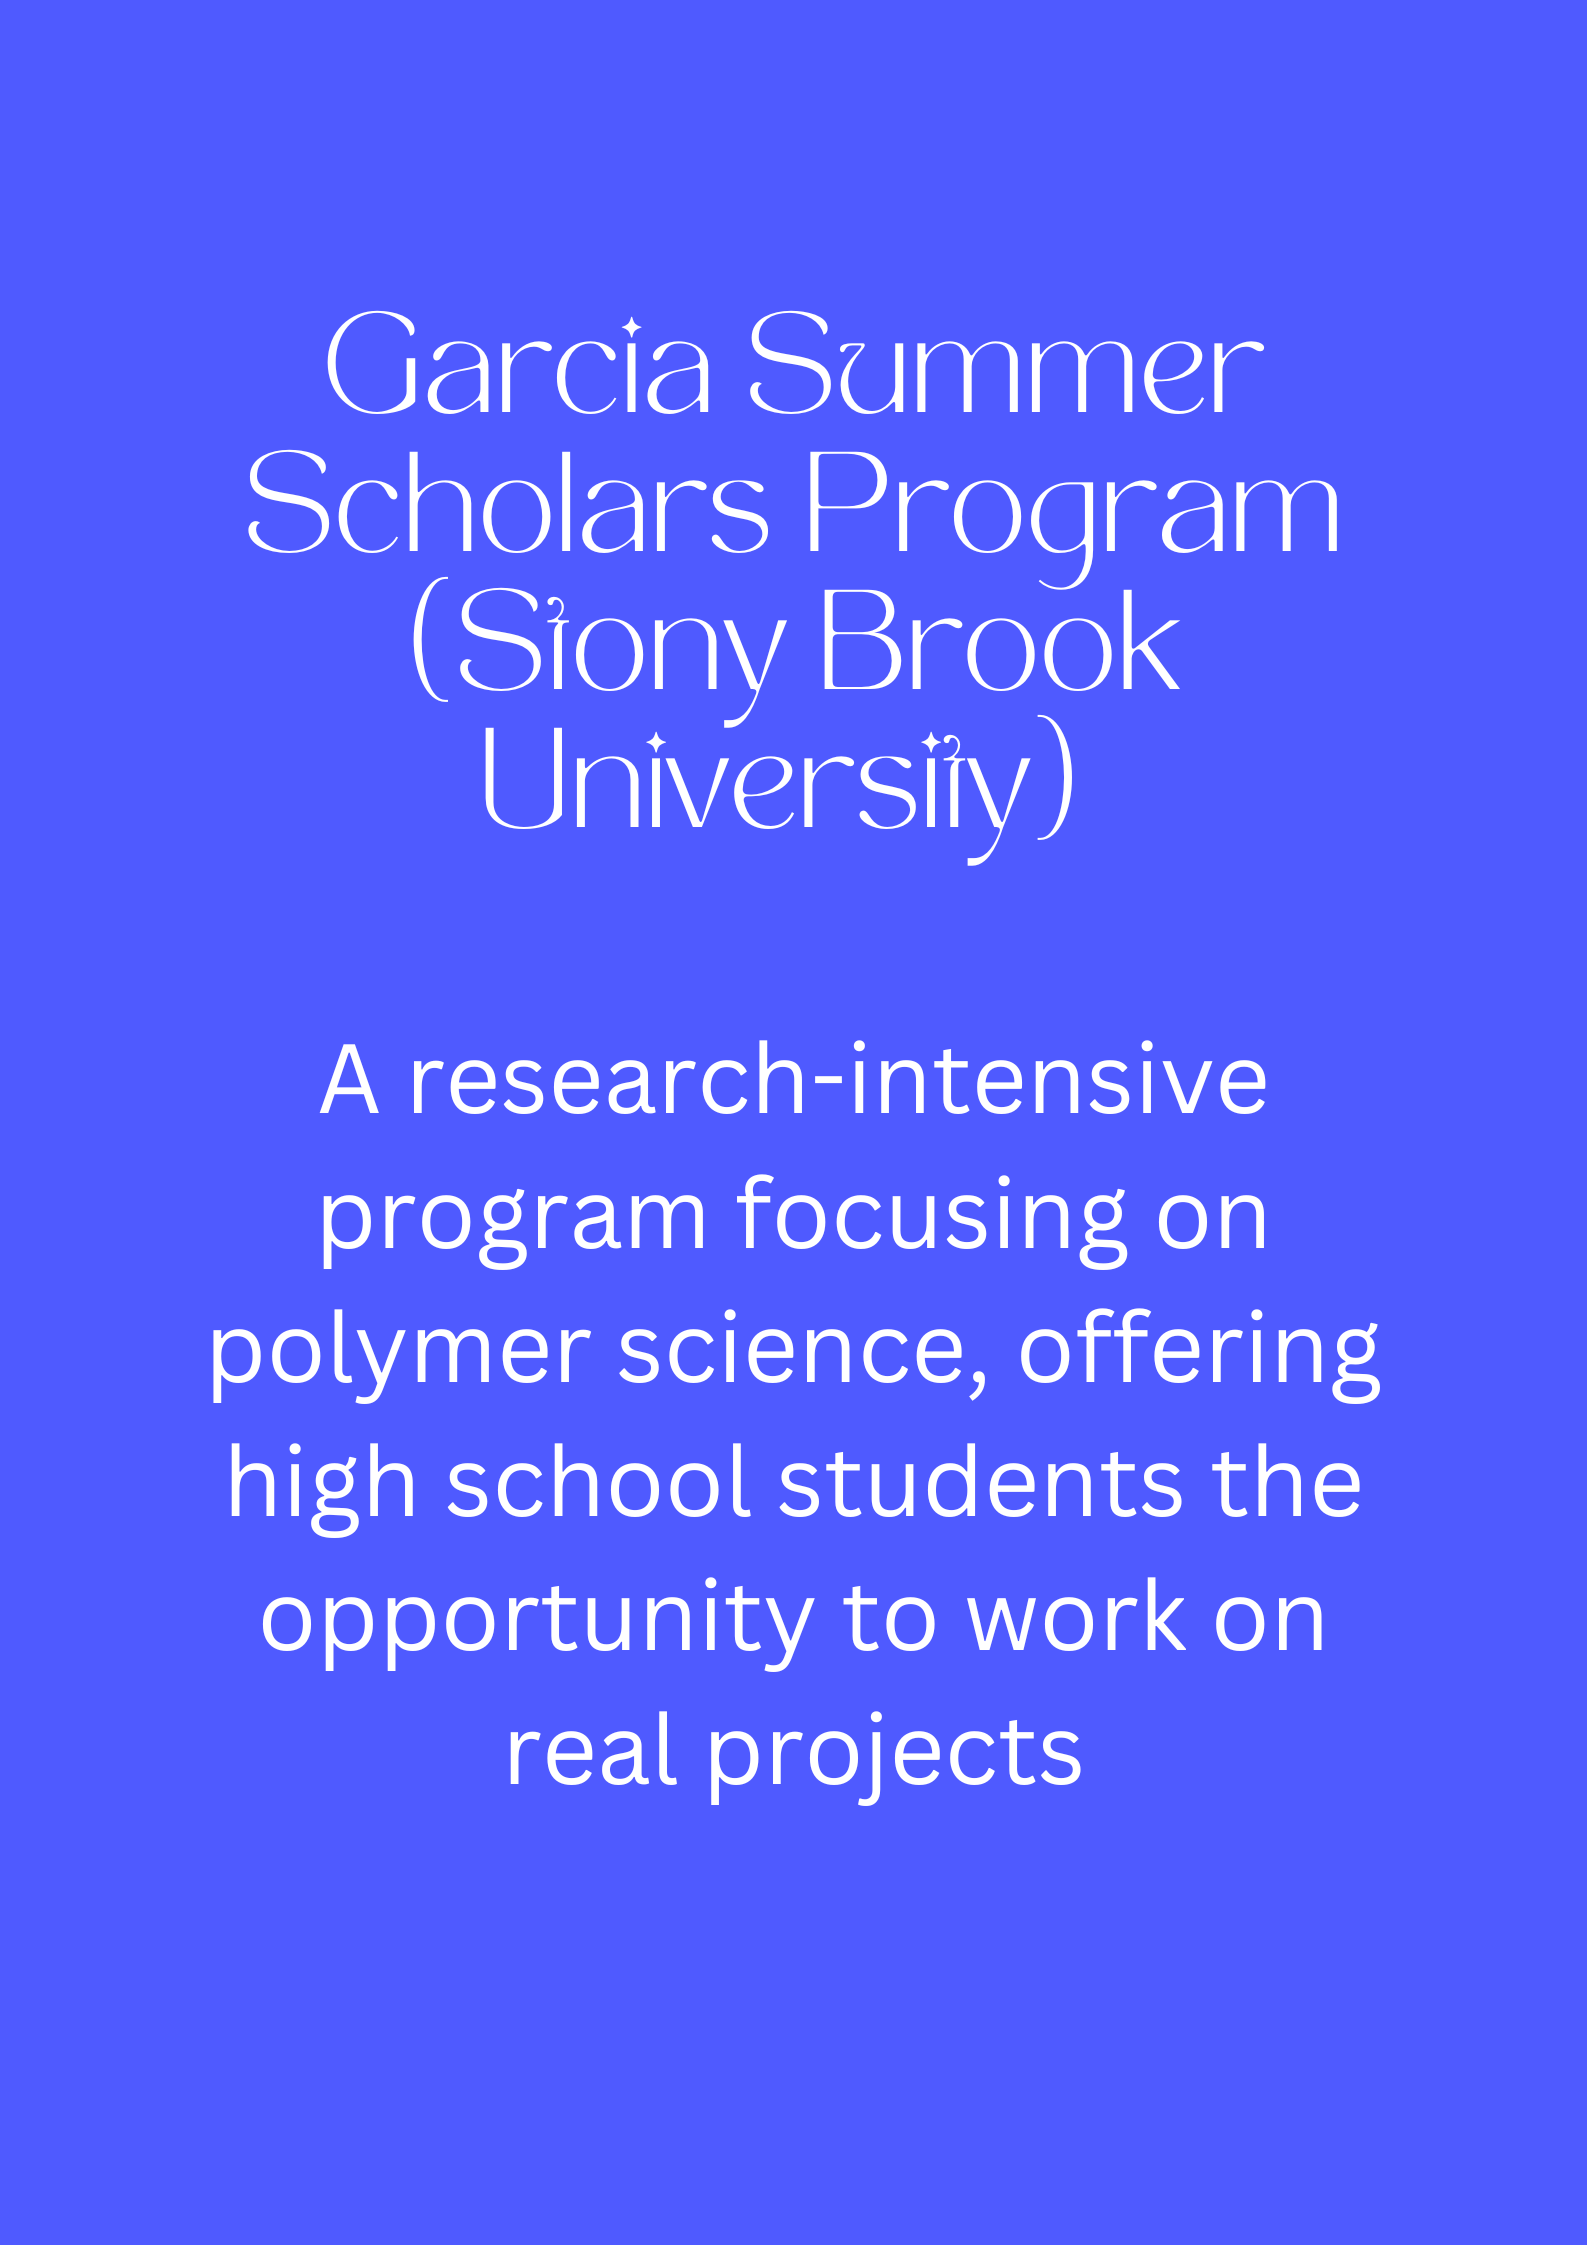 Garcia Summer
Scholars Program
(Stony Brook
University)
A research-intensive
program focusing on
polymer science, offering
high school students the
opportunity to work on
real projects